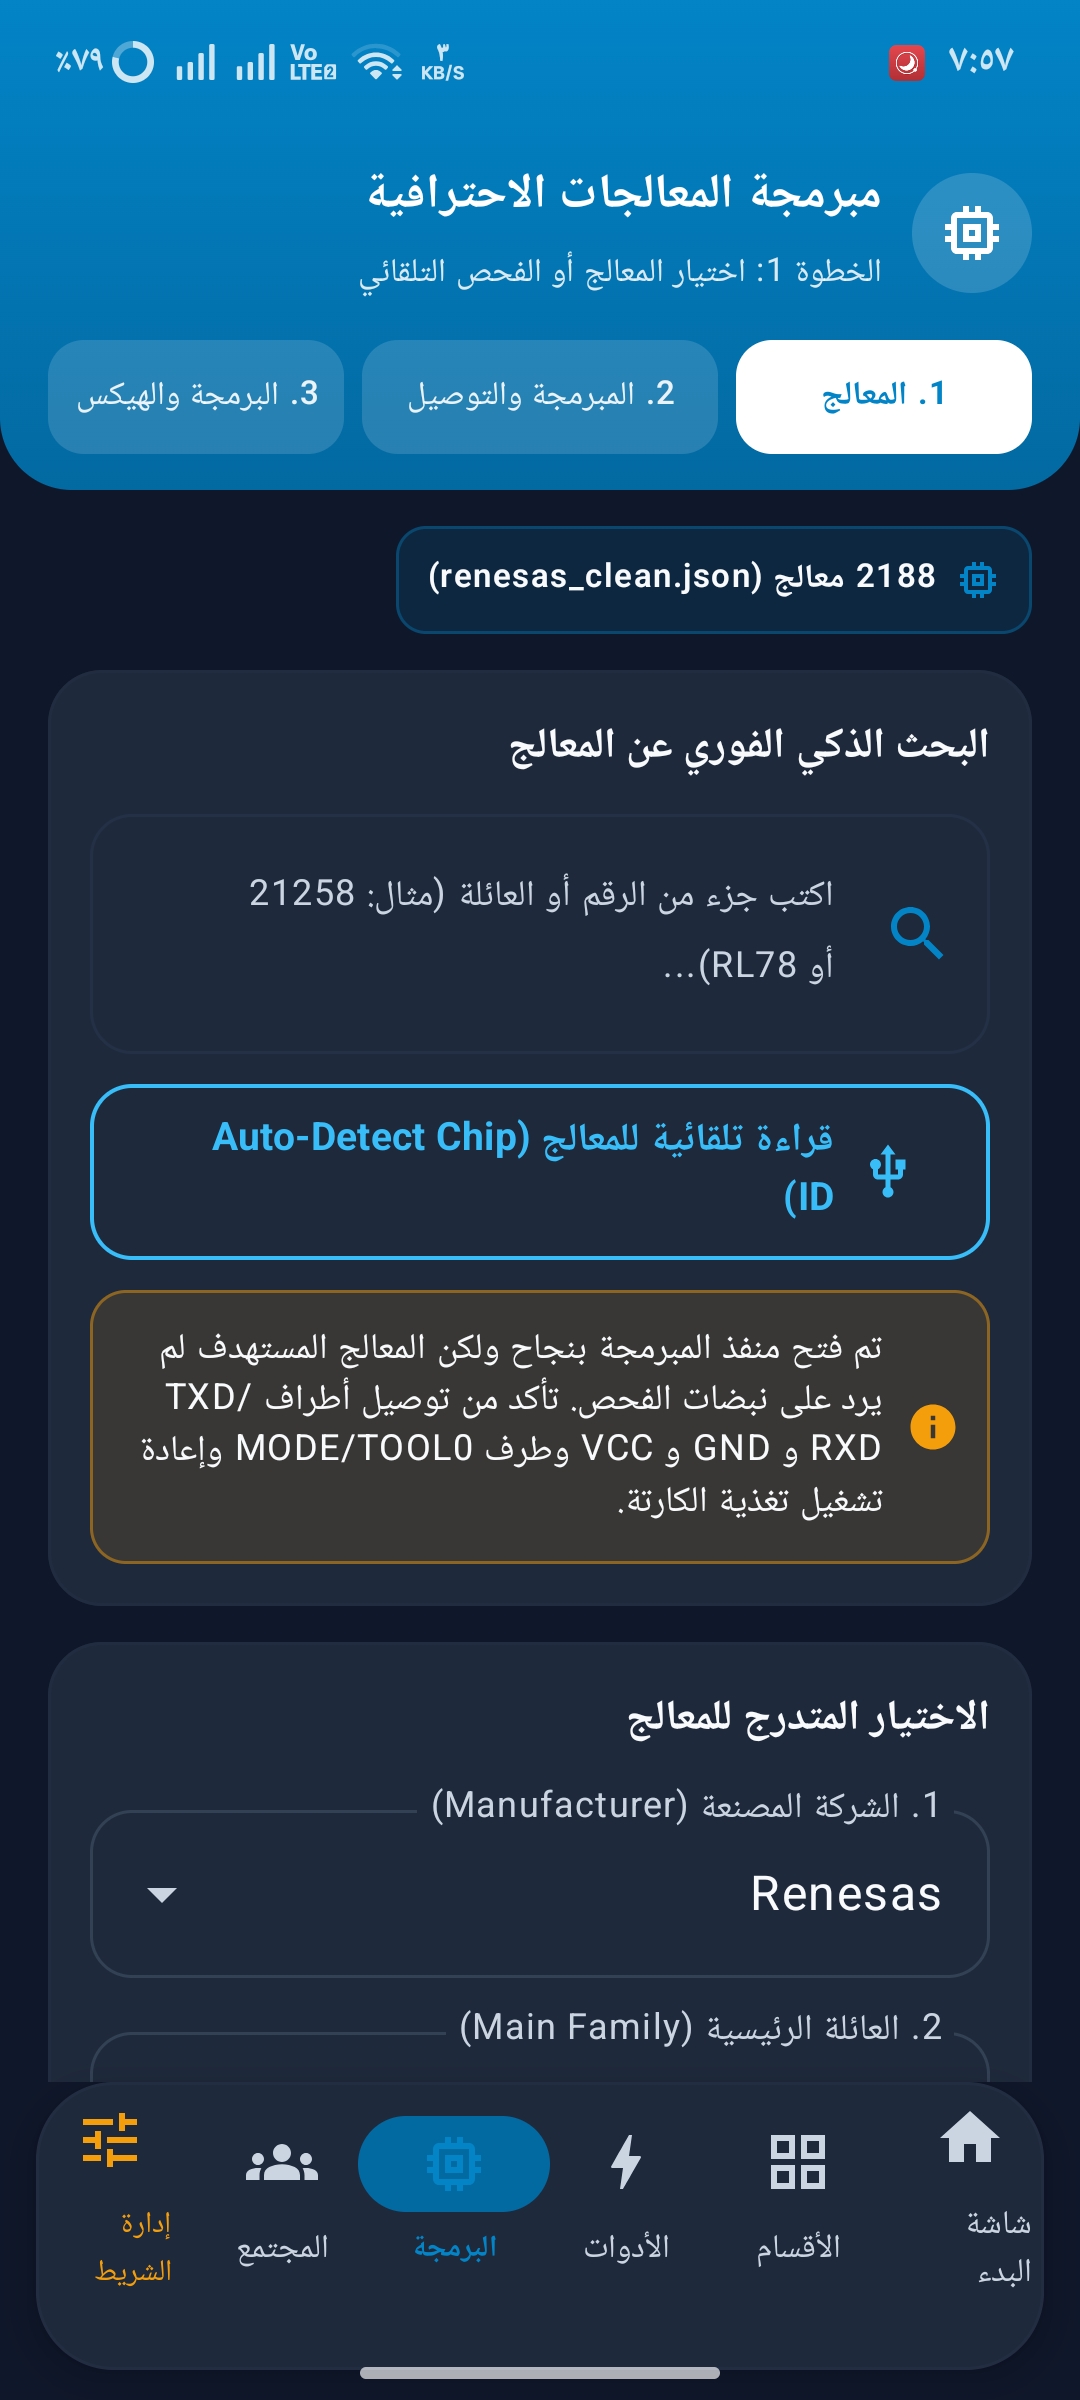 ٧:٥٧
٣
KB/S
Vo
LTE2
٪٧٩
مبرمجة المعالجات الاحترافية
الخطوة 1: اختيار المعالج أو الفحص التلقائي
1. المعالج
2. المبرمجة والتوصيل
3. البرمجة والهيكس
2188 معالج (renesas_clean.json)
البحث الذكي الفوري عن المعالج
اكتب جزء من الرقم أو العائلة (مثال: 21258
أو RL78)...
قراءة تلقائية للمعالج (Auto-Detect Chip
ID)
تم فتح منفذ المبرمجة بنجاح ولكن المعالج المستهدف لم
يرد على نبضات الفحص. تأكد من توصيل أطراف TXD/
RXD و GND و VCC وطرف MODE/TOOL0 وإعادة
تشغيل تغذية الكارتة.
الاختيار المتدرج للمعالج
1. الشركة المصنعة (Manufacturer)
Renesas
2. العائلة الرئيسية (Main Family)
شاشة
البدء
الأقسام
الأدوات
البرمجة
المجتمع
إدارة
الشريط